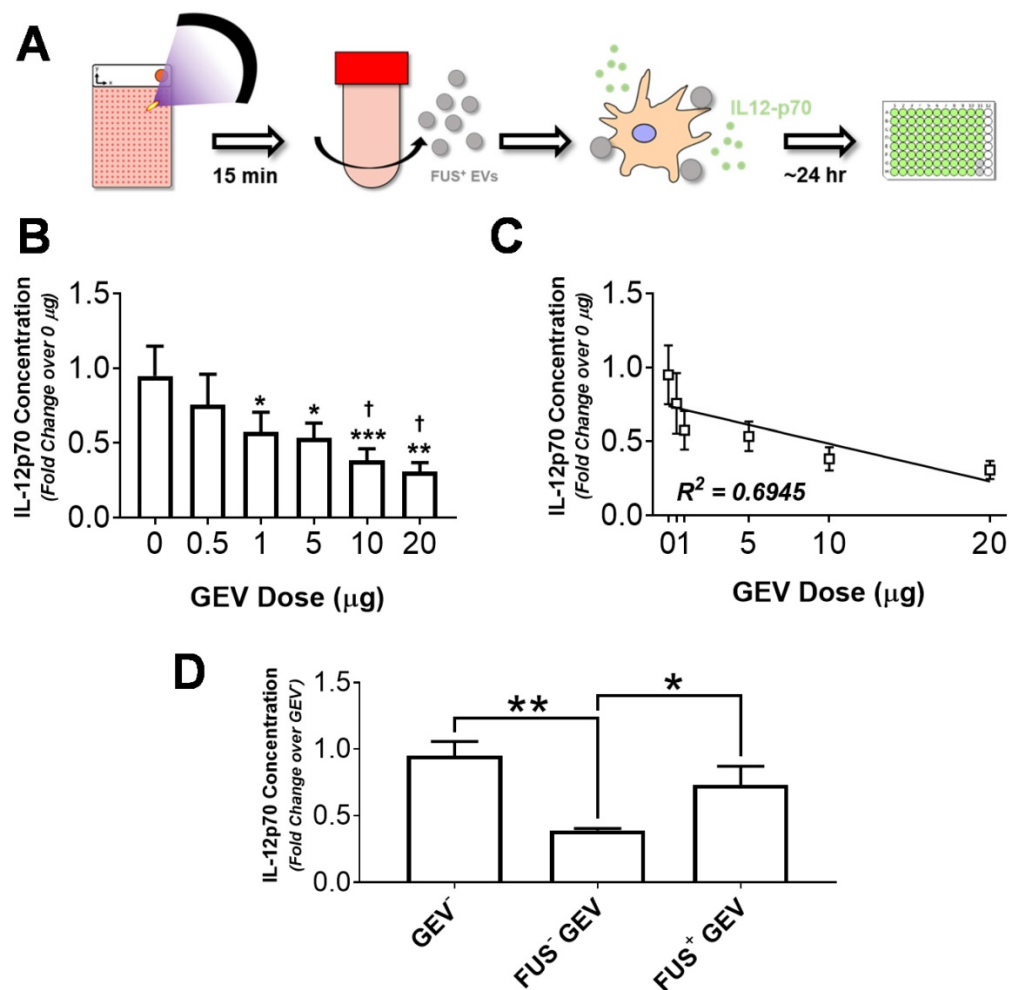 A
Y
X
15 min
FUS⁺ EVs
IL12-p70
~24 hr
B
IL-12p70 Concentration
(Fold Change over 0 µg)
1.5
1.0
0.5
0.0
*
*
†
***
†
**
0 0.5 1 5 10 20
GEV Dose (µg)
C
IL-12p70 Concentration
(Fold Change over 0 µg)
1.5
1.0
0.5
0.0
R² = 0.6945
01 5 10 20
GEV Dose (µg)
D
IL-12p70 Concentration
(Fold Change over GEV⁻)
1.5
1.0
0.5
0.0
**
*
GEV⁻
FUS⁻ GEV
FUS⁺ GEV